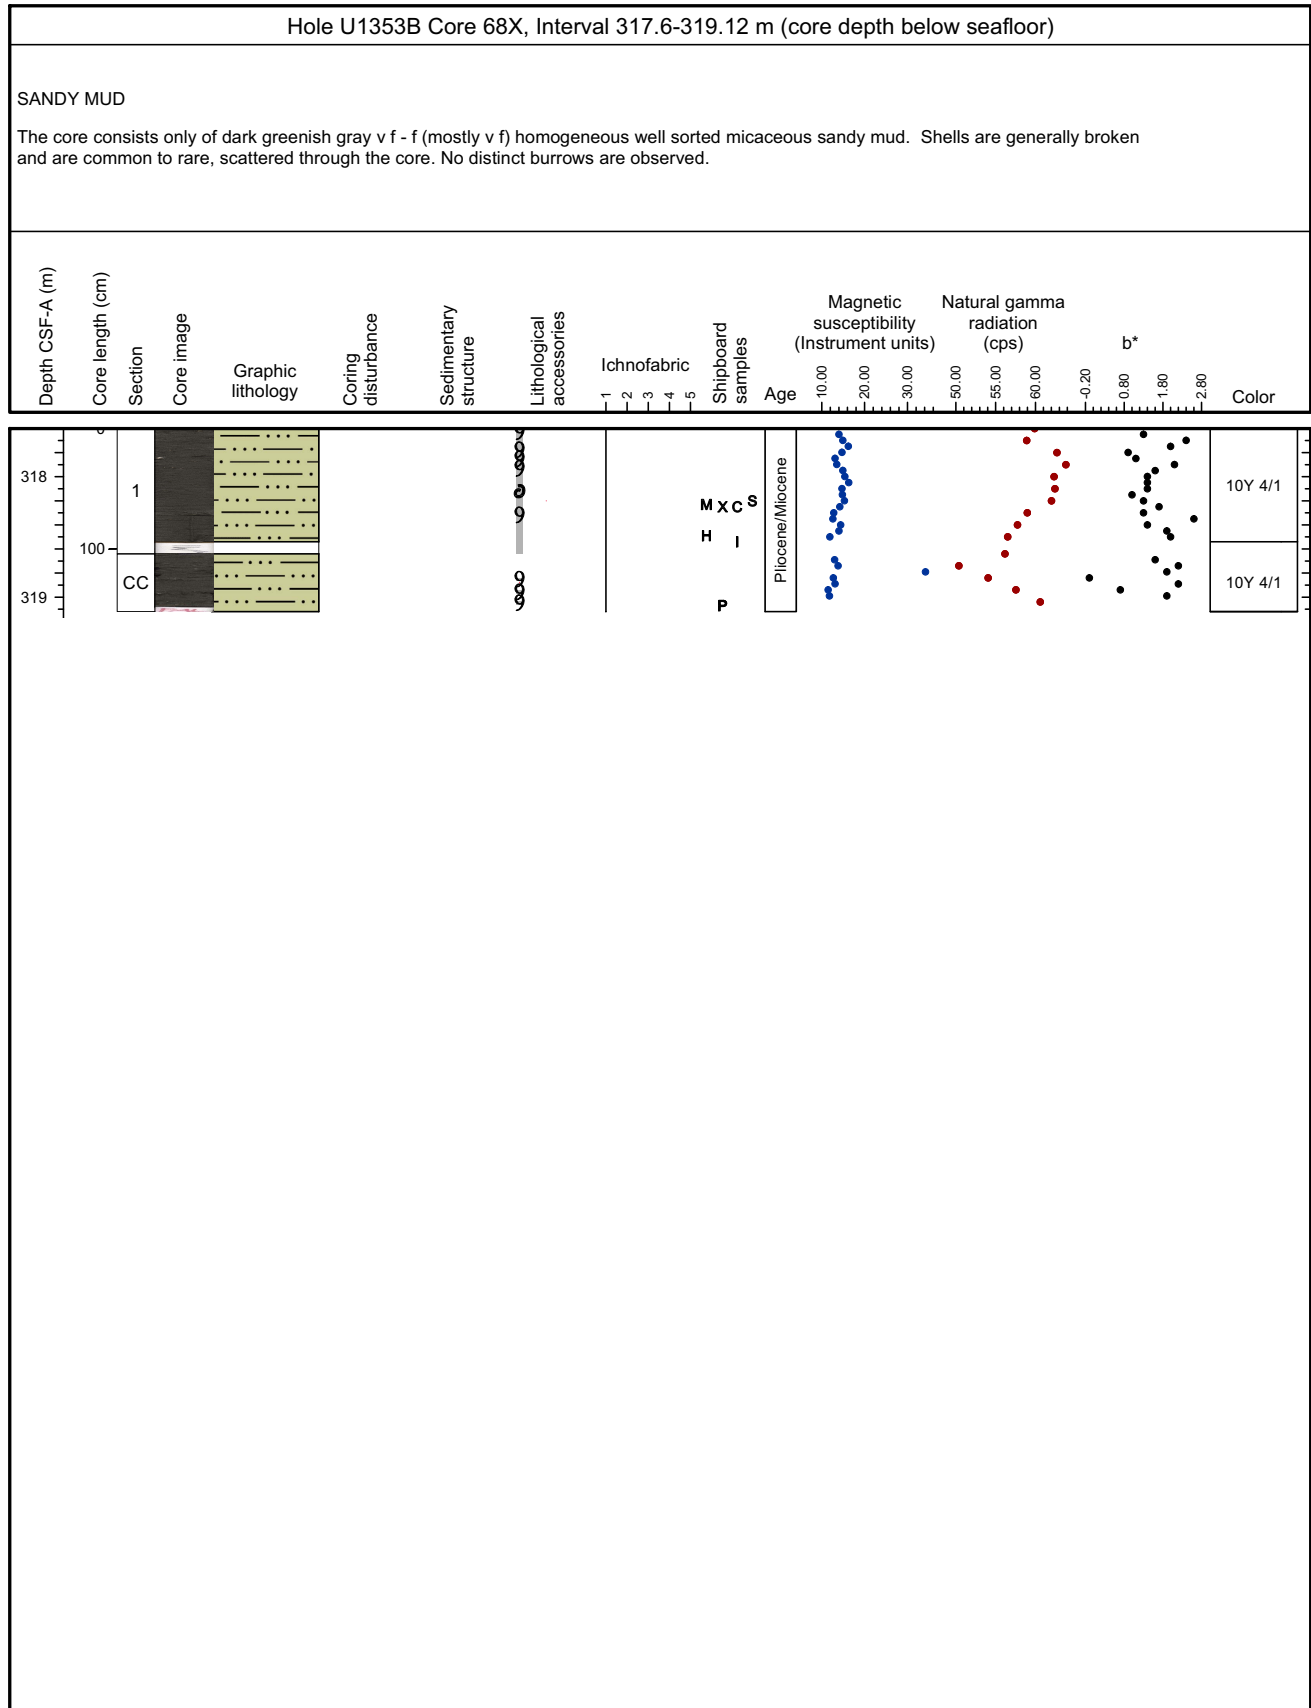 Hole U1353B Core 68X, Interval 317.6-319.12 m (core depth below seafloor)
SANDY MUD
The core consists only of dark greenish gray v f - f (mostly v f) homogeneous well sorted micaceous sandy mud. Shells are generally broken
and are common to rare, scattered through the core. No distinct burrows are observed.
Depth CSF-A (m)
Core length (cm)
Section
Core image
Graphic
lithology
Coring
disturbance
Sedimentary
structure
Lithological
accessories
Ichnofabric
1
2
3
4
5
Shipboard
samples
Age
Magnetic
susceptibility
(Instrument units)
10.00
20.00
30.00
Natural gamma
radiation
(cps)
50.00
55.00
60.00
b*
-0.20
0.80
1.80
2.80
Color
318
319
0
100
1
CC
M X C S
H I
P
Pliocene/Miocene
10Y 4/1
10Y 4/1